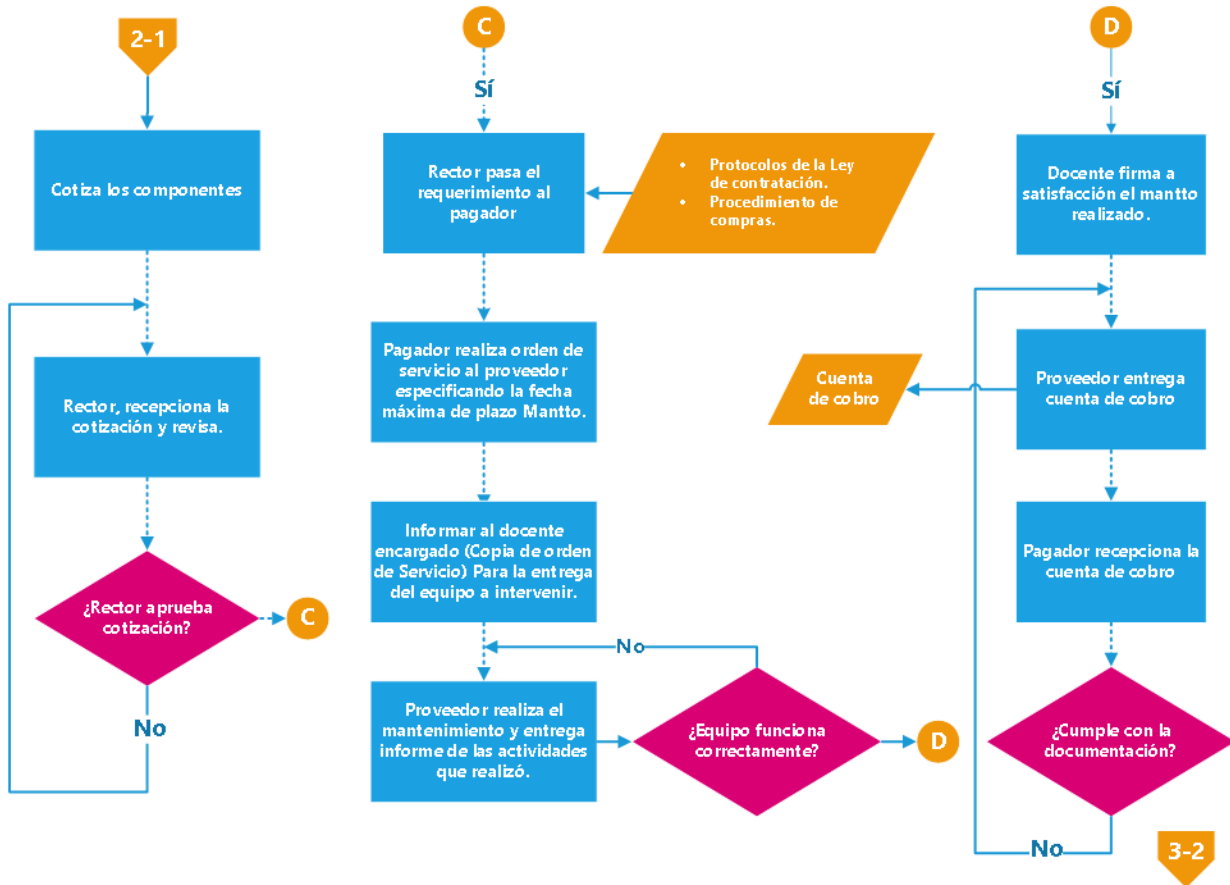 2-1
Cotiza los componentes
Rector, recepciona la
cotización y revisa.
¿Rector aprueba
cotización?
C
No
C
Sí
Rector pasa el
requerimiento al
pagador
• Protocolos de la Ley
de contratación.
• Procedimiento de
compras.
Pagador realiza orden de
servicio al proveedor
especificando la fecha
máxima de plazo Mantto.
Informar al docente
encargado (Copia de orden
de Servicio) Para la entrega
del equipo a intervenir.
No
Proveedor realiza el
mantenimiento y entrega
informe de las actividades
que realizó.
¿Equipo funciona
correctamente?
D
D
Sí
Docente firma a
satisfacción el mantto
realizado.
Proveedor entrega
cuenta de cobro
Cuenta
de cobro
Pagador recepciona la
cuenta de cobro
¿Cumple con la
documentación?
No
3-2